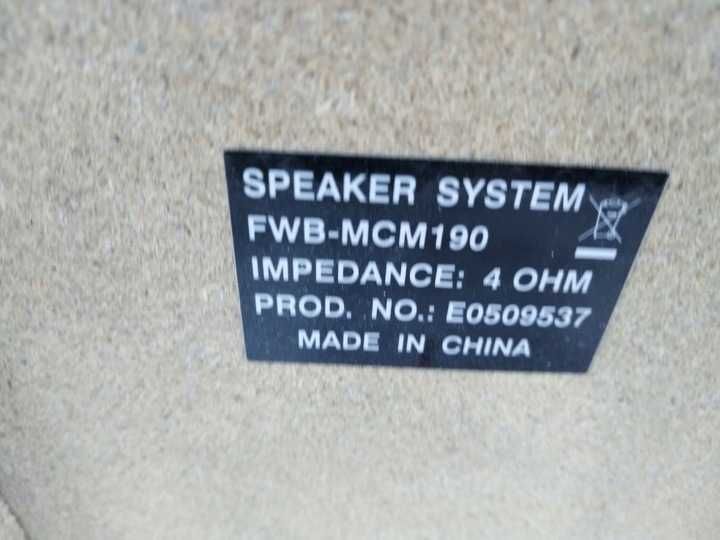 SPEAKER SYSTEM
FWB-MCM190
IMPEDANCE: 4 OHM
PROD. NO.: E0509537
MADE IN CHINA